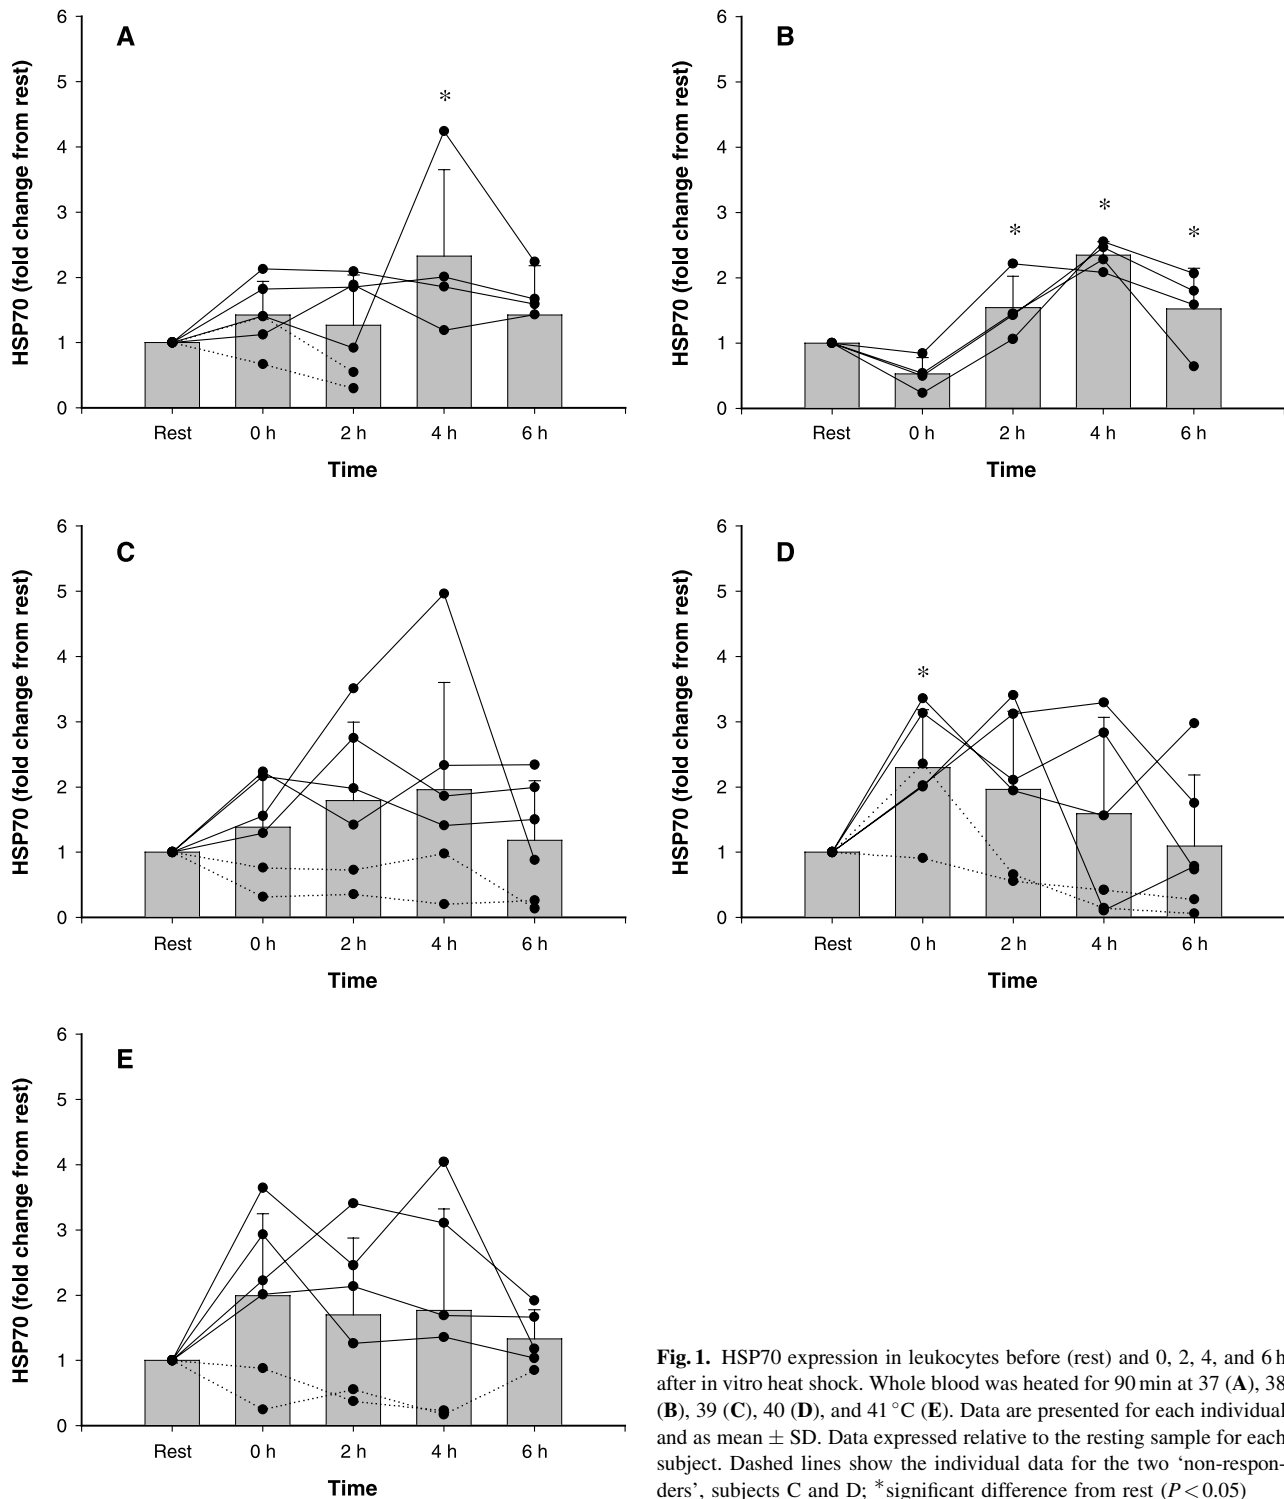 A
HSP70 (fold change from rest)
6
5
4
3
2
1
0
*
Rest 0 h 2 h 4 h 6 h
Time
B
HSP70 (fold change from rest)
6
5
4
3
2
1
0
* * *
Rest 0 h 2 h 4 h 6 h
Time
C
HSP70 (fold change from rest)
6
5
4
3
2
1
0
Rest 0 h 2 h 4 h 6 h
Time
D
HSP70 (fold change from rest)
6
5
4
3
2
1
0
*
Rest 0 h 2 h 4 h 6 h
Time
E
HSP70 (fold change from rest)
6
5
4
3
2
1
0
Rest 0 h 2 h 4 h 6 h
Time
Fig. 1. HSP70 expression in leukocytes before (rest) and 0, 2, 4, and 6 h
after in vitro heat shock. Whole blood was heated for 90 min at 37 (A), 38
(B), 39 (C), 40 (D), and 41 °C (E). Data are presented for each individual
and as mean ± SD. Data expressed relative to the resting sample for each
subject. Dashed lines show the individual data for the two ‘non-respon-
ders’, subjects C and D; *significant difference from rest (P < 0.05)